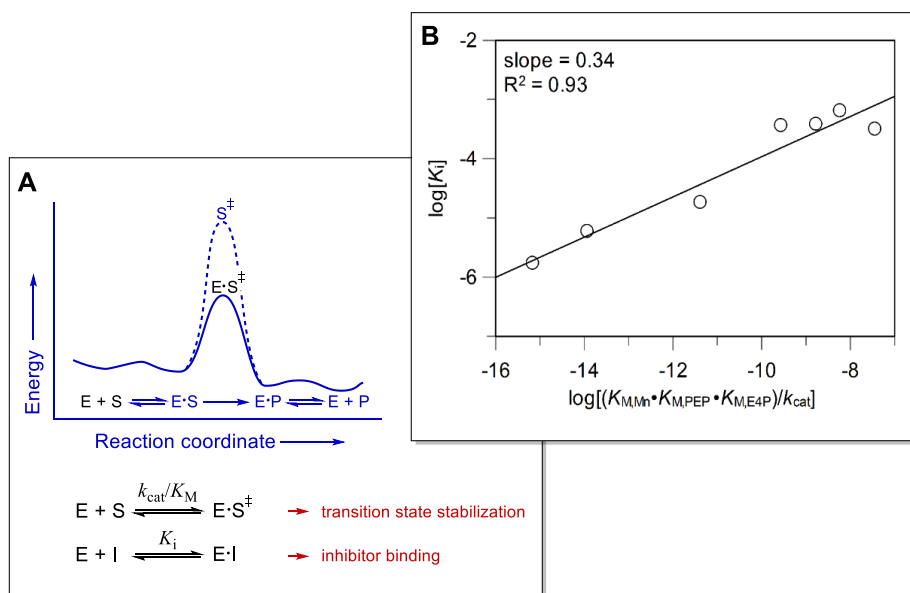 A
Energy
S‡
E·S‡
E + S ⇌ E·S → E·P ⇌ E + P
Reaction coordinate
kcat/KM
E + S ⇌ E·S‡ → transition state stabilization
Ki
E + I ⇌ E·I → inhibitor binding
B
slope = 0.34
R² = 0.93
log[Ki]
-2
-4
-6
-16 -14 -12 -10 -8
log[(KM,Mn•KM,PEP•KM,E4P)/kcat]